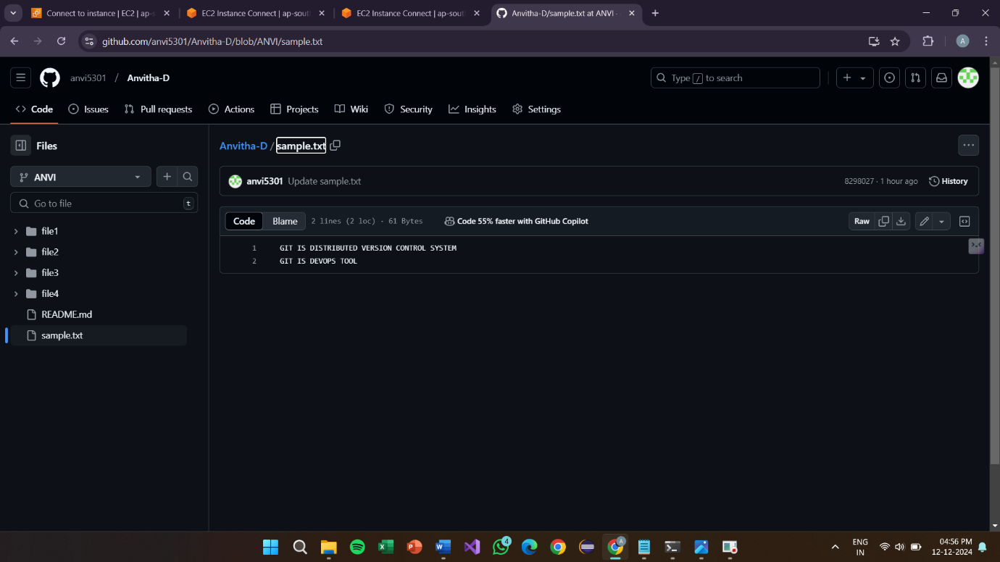 Connect to instance | EC2 | ap-s
EC2 Instance Connect | ap-sout
EC2 Instance Connect | ap-sout
Anvitha-D/sample.txt at ANVI ·
github.com/anvi5301/Anvitha-D/blob/ANVI/sample.txt
A
anvi5301 / Anvitha-D
Type / to search
Code Issues Pull requests Actions Projects Wiki Security Insights Settings
Files
ANVI
Go to file t
file1
file2
file3
file4
README.md
sample.txt
Anvitha-D / sample.txt
anvi5301 Update sample.txt 8298027 · 1 hour ago History
Code Blame 2 lines (2 loc) · 61 Bytes Code 55% faster with GitHub Copilot Raw
1 GIT IS DISTRIBUTED VERSION CONTROL SYSTEM
2 GIT IS DEVOPS TOOL
4
A
ENG
IN
04:56 PM
12-12-2024